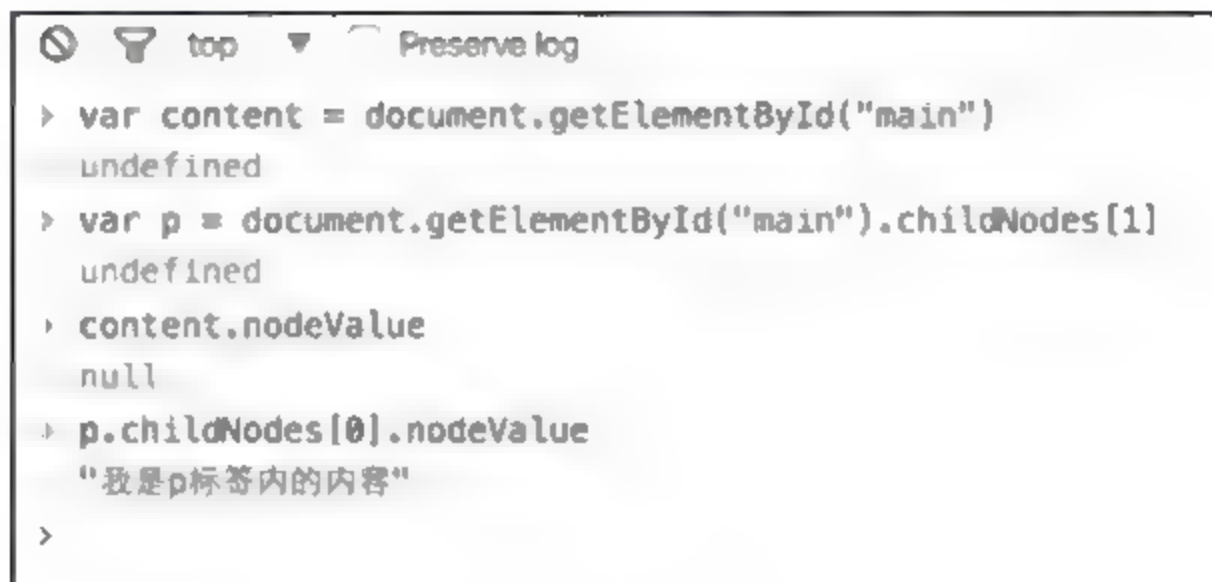 top Preserve log
var content = document.getElementById("main")
undefined
var p = document.getElementById("main").childNodes[1]
undefined
content.nodeValue
null
p.childNodes[0].nodeValue
"我是p标签内的内容"